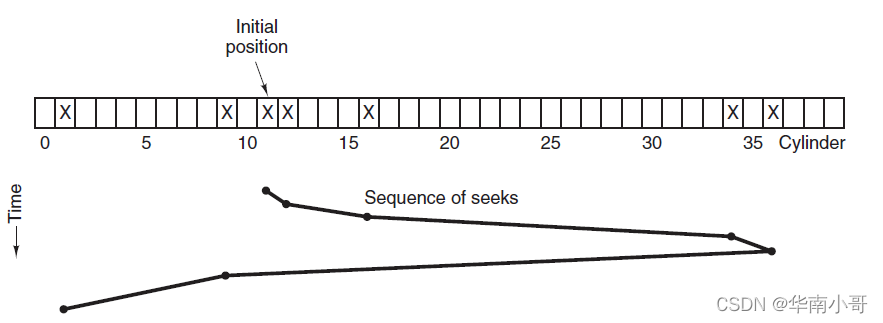 Initial
position
X X X X X X X
0 5 10 15 20 25 30 35 Cylinder
Sequence of seeks
Time
CSDN @华南小哥